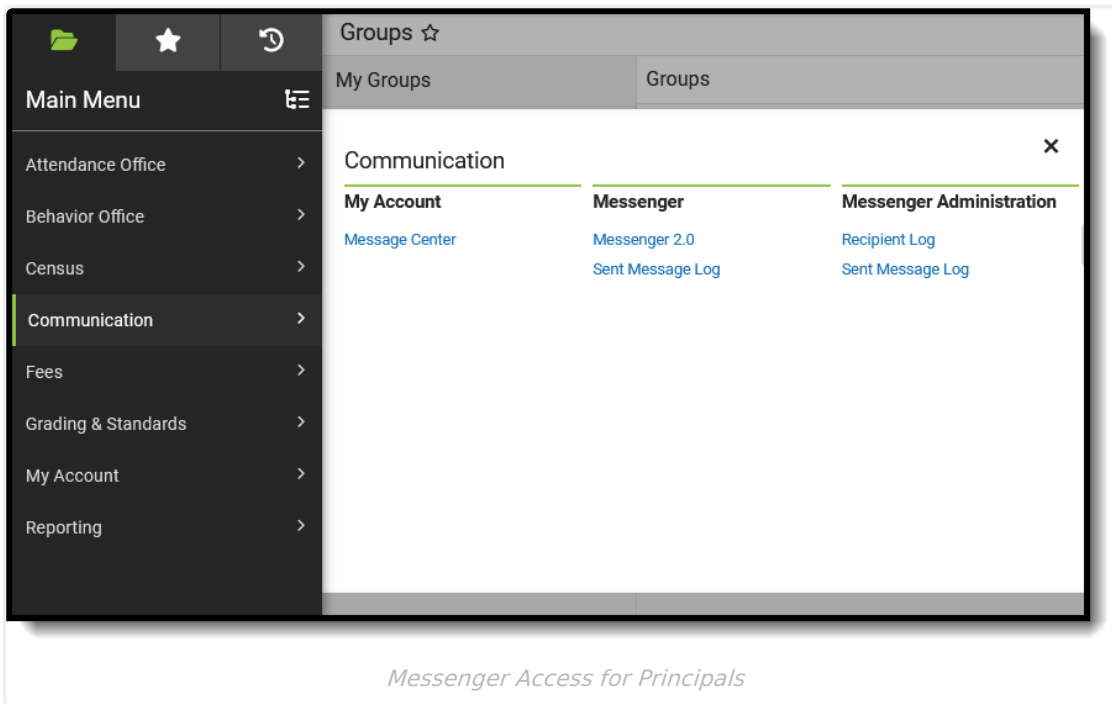 Groups
My Groups
Groups
Main Menu
Attendance Office
Behavior Office
Census
Communication
Fees
Grading & Standards
My Account
Reporting
Communication
My Account
Message Center
Messenger
Messenger 2.0
Sent Message Log
Messenger Administration
Recipient Log
Sent Message Log
Messenger Access for Principals